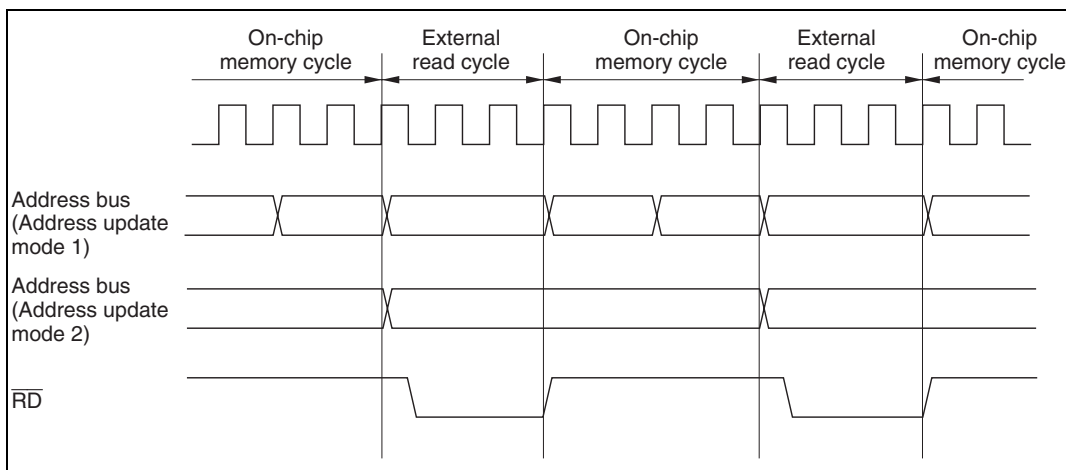 On-chip
memory cycle
External
read cycle
On-chip
memory cycle
External
read cycle
On-chip
memory cycle
Address bus
(Address update
mode 1)
Address bus
(Address update
mode 2)
RD